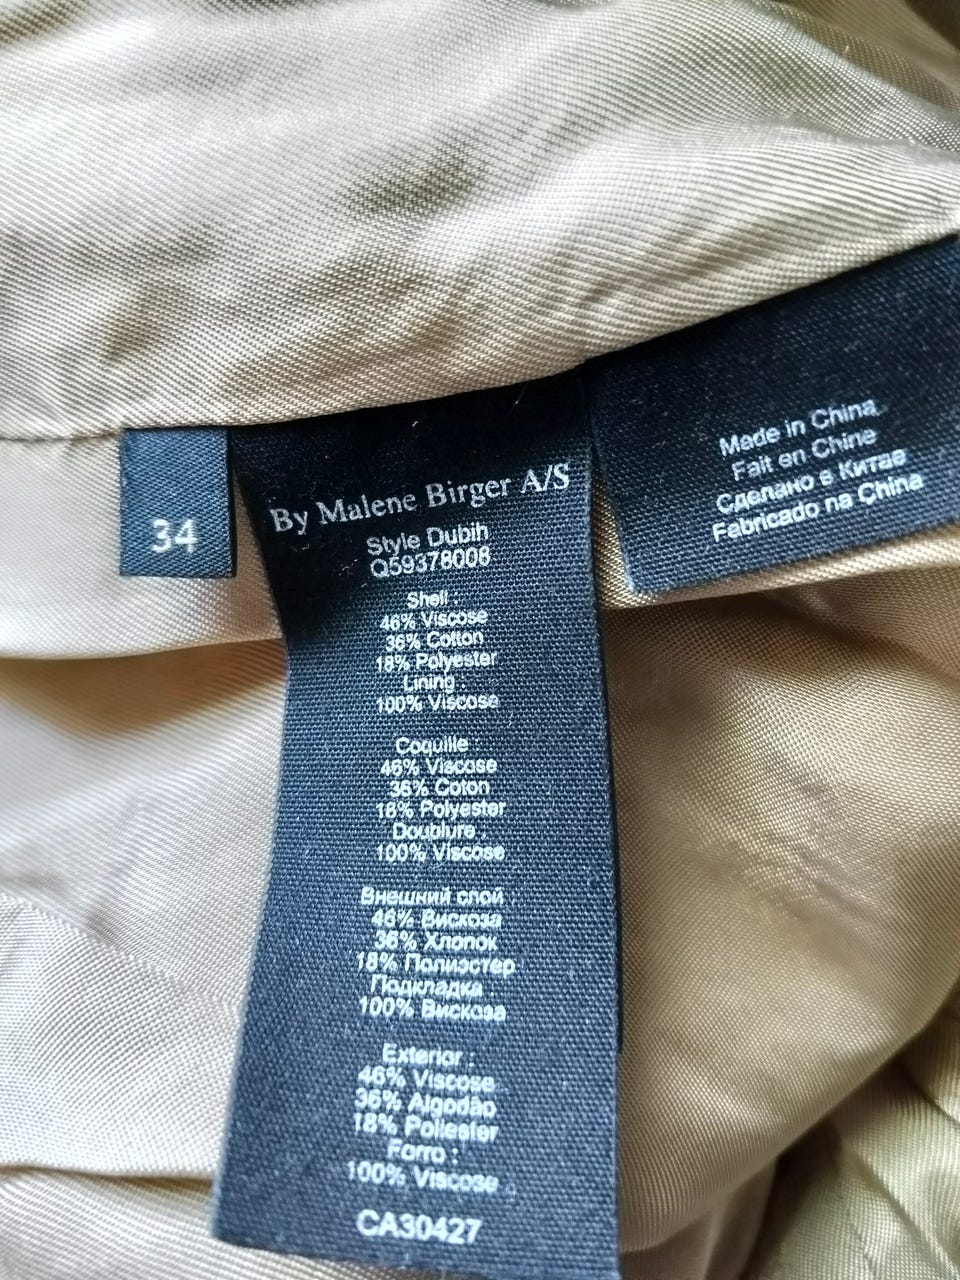 34
By Malene Birger A/S
Style Dubih
Q59378008
Shell :
46% Viscose
36% Cotton
18% Polyester
Lining :
100% Viscose
Coquille :
46% Viscose
36% Coton
18% Polyester
Doublure :
100% Viscose
Внешний слой
46% Вискоза
36% Хлопок
18% Полиэстер
Подкладка
100% Вискоза
Exterior :
46% Viscose
36% Algodão
18% Poliester
Forro :
100% Viscose
CA30427
Made in China
Fait en Chine
Сделано в Китае
Fabricado na China